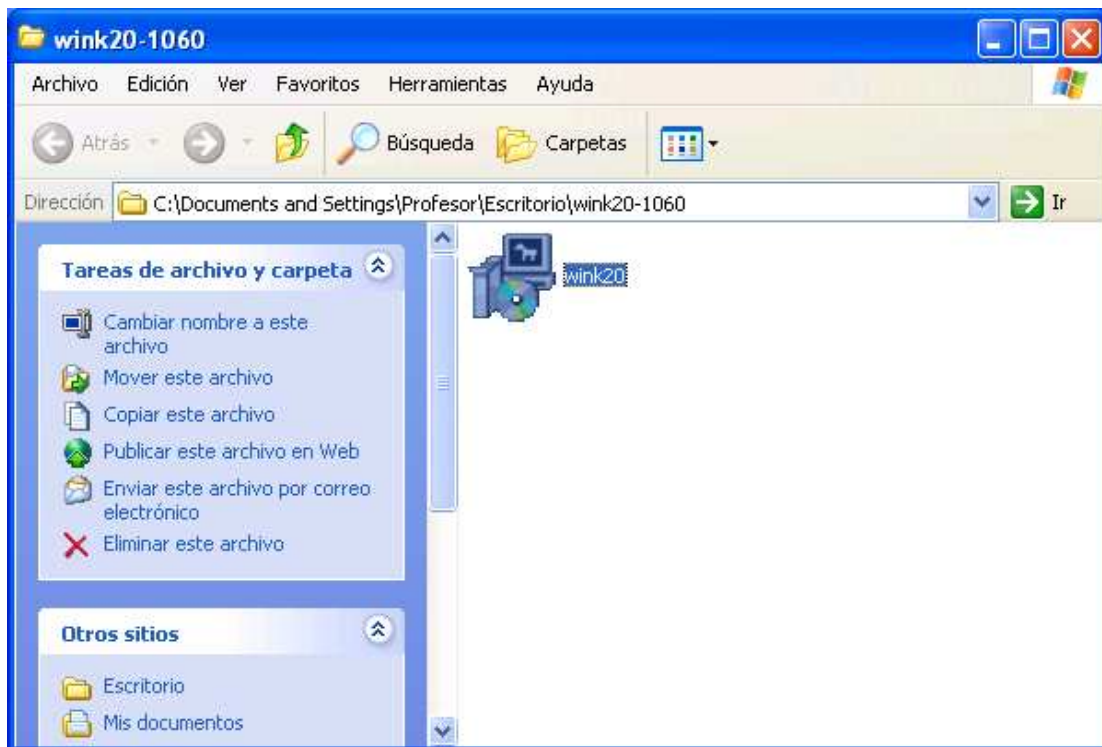 wink20-1060
Archivo Edición Ver Favoritos Herramientas Ayuda
Atrás Búsqueda Carpetas
Dirección C:\Documents and Settings\Profesor\Escritorio\wink20-1060 Ir
Tareas de archivo y carpeta
Cambiar nombre a este
archivo
Mover este archivo
Copiar este archivo
Publicar este archivo en Web
Enviar este archivo por correo
electrónico
Eliminar este archivo
Otros sitios
Escritorio
Mis documentos
wink20